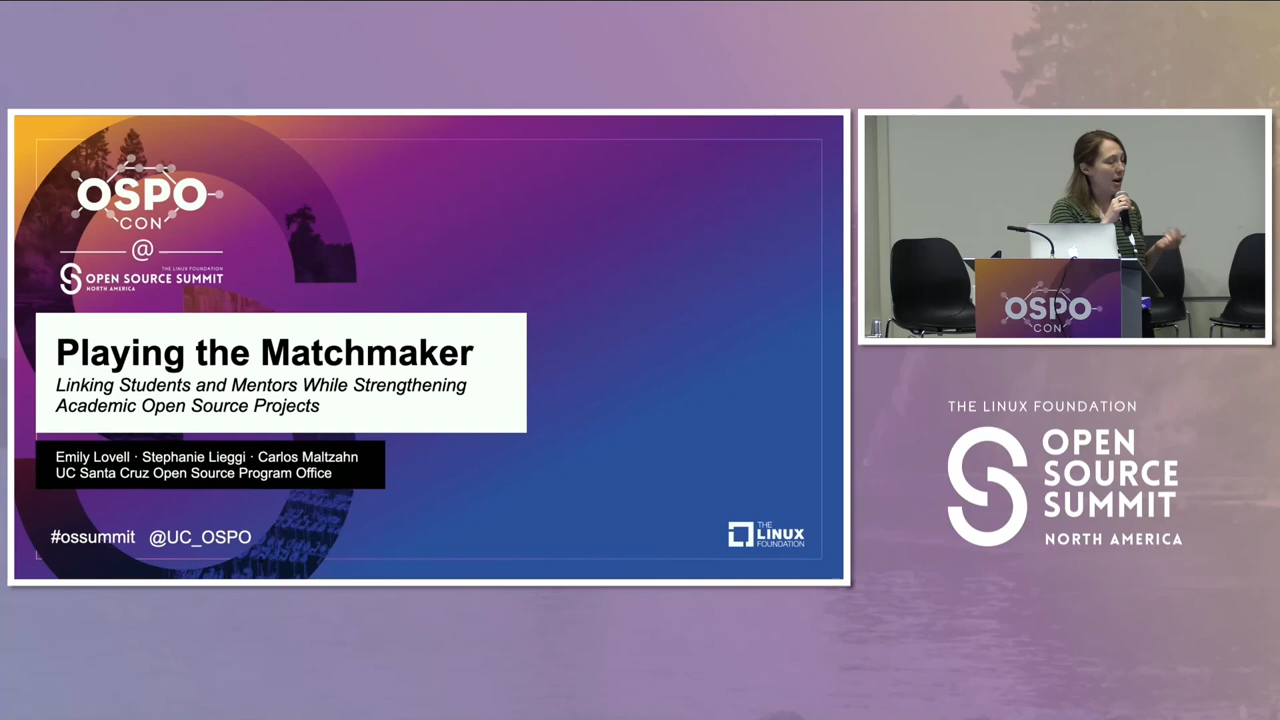 OSPO
CON
@
THE LINUX FOUNDATION
OPEN SOURCE SUMMIT
NORTH AMERICA
Playing the Matchmaker
Linking Students and Mentors While Strengthening
Academic Open Source Projects
Emily Lovell · Stephanie Lieggi · Carlos Maltzahn
UC Santa Cruz Open Source Program Office
#ossummit @UC_OSPO
THE
LINUX
FOUNDATION
OSPO
CON
THE LINUX FOUNDATION
OPEN
SOURCE
SUMMIT
NORTH AMERICA